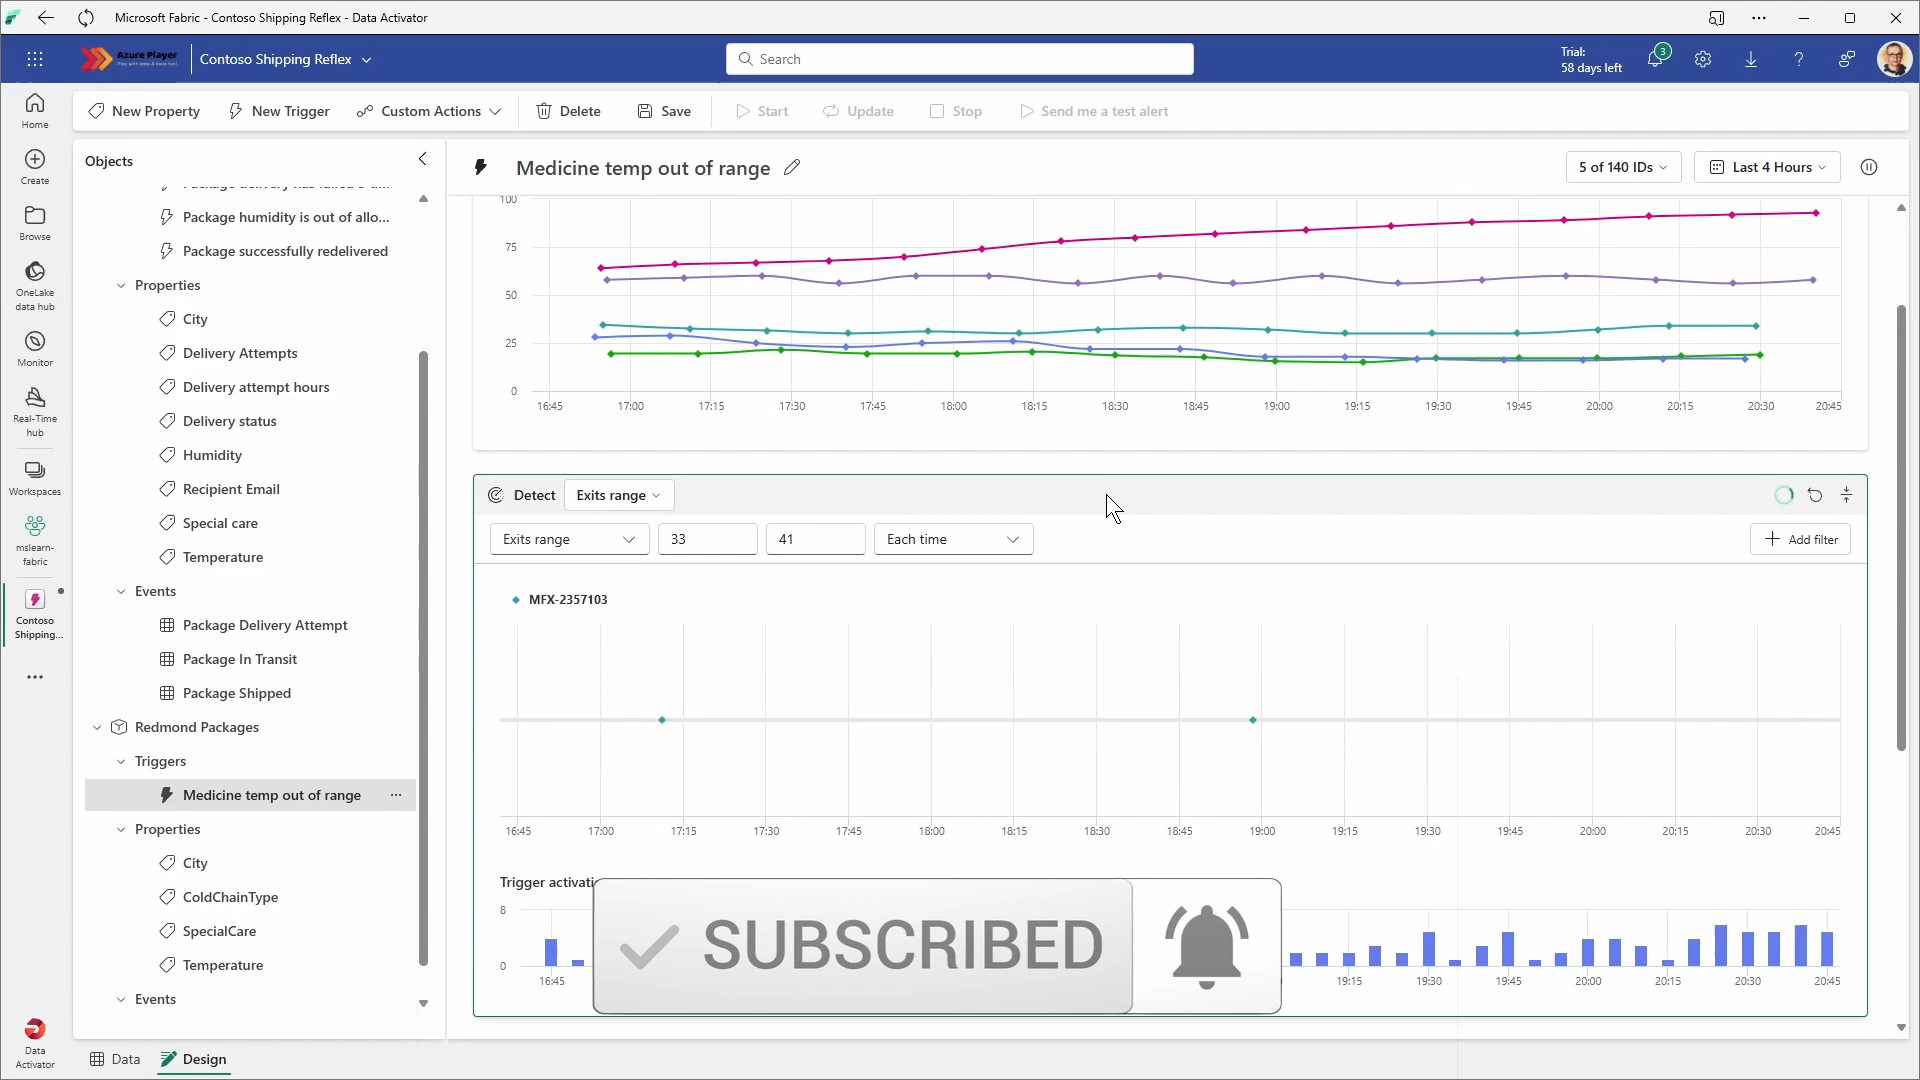 Microsoft Fabric - Contoso Shipping Reflex - Data Activator
Azure Player
Contoso Shipping Reflex
Search
Trial:
58 days left
3
Home
Create
Browse
OneLake
data hub
Monitor
Real-Time
hub
Workspaces
mslearn-
fabric
Contoso
Shipping...
Data
Activator
New Property
New Trigger
Custom Actions
Delete
Save
Start
Update
Stop
Send me a test alert
Objects
Package humidity is out of allo...
Package successfully redelivered
Properties
City
Delivery Attempts
Delivery attempt hours
Delivery status
Humidity
Recipient Email
Special care
Temperature
Events
Package Delivery Attempt
Package In Transit
Package Shipped
Redmond Packages
Triggers
Medicine temp out of range
Properties
City
ColdChainType
SpecialCare
Temperature
Events
Data
Design
Medicine temp out of range
5 of 140 IDs
Last 4 Hours
100
75
50
25
0
16:45 17:00 17:15 17:30 17:45 18:00 18:15 18:30 18:45 19:00 19:15 19:30 19:45 20:00 20:15 20:30 20:45
Detect
Exits range
Exits range
33
41
Each time
Add filter
MFX-2357103
16:45 17:00 17:15 17:30 17:45 18:00 18:15 18:30 18:45 19:00 19:15 19:30 19:45 20:00 20:15 20:30 20:45
Trigger activati
8
0
16:45 19:15 19:30 19:45 20:00 20:15 20:30 20:45
SUBSCRIBED